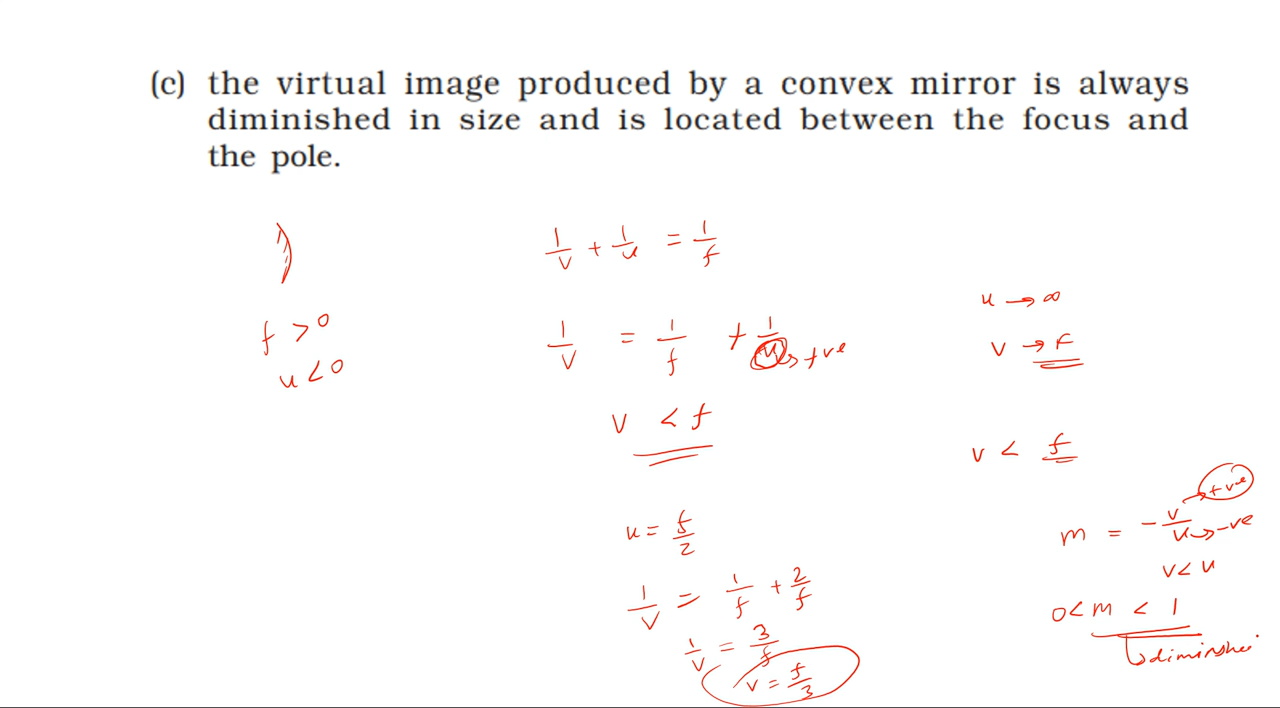 (c) the virtual image produced by a convex mirror is always
diminished in size and is located between the focus and
the pole.
1/v + 1/u = 1/f
f > 0
u < 0
1/v = 1/f + 1/u → +ve
v < f
u → ∞
v → F
v < f
u = f/2
1/v = 1/f + 2/f
1/v = 3/f
v = f/3
m = - v/u → +ve → -ve
v < u
0 < m < 1
↳ diminshe